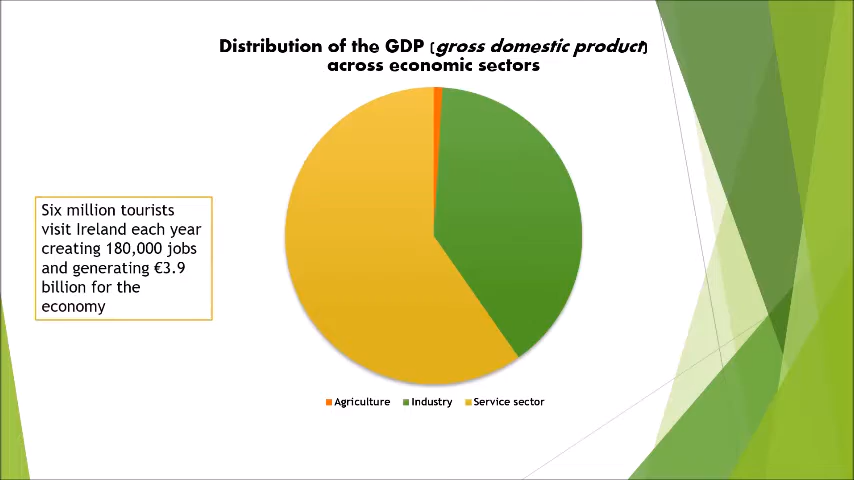 Distribution of the GDP (gross domestic product)
across economic sectors
Six million tourists
visit Ireland each year
creating 180,000 jobs
and generating €3.9
billion for the
economy
Agriculture Industry Service sector